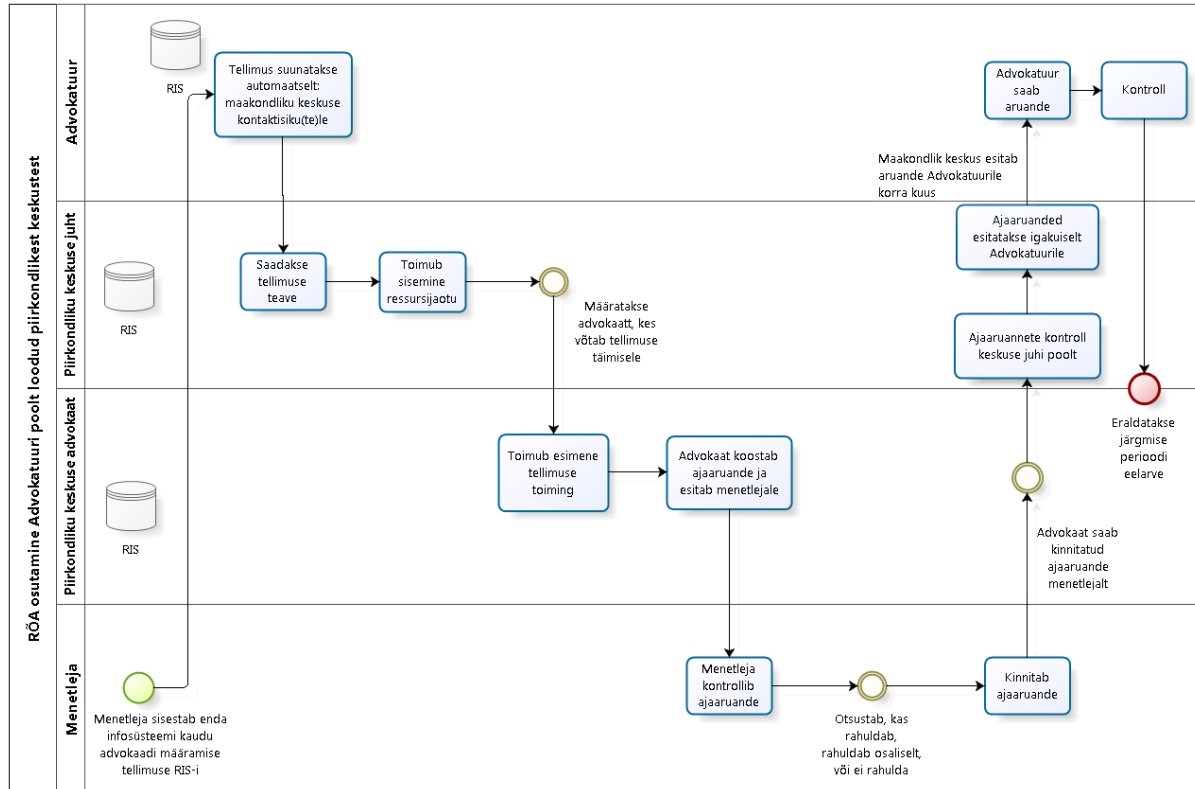 RÕA osutamine Advokatuuri poolt loodud piirkondlikest keskustest
Advokatuur
RIS
Tellimus suunatakse
automaatselt:
maakondliku keskuse
kontaktisiku(te)le
Advokatuur
saab
aruande
Kontroll
Maakondlik keskus esitab
aruande Advokatuurile
korra kuus
Piirkondliku keskuse juht
RIS
Saadakse
tellimuse
teave
Toimub
sisemine
ressursijaotu
Määratakse
advokaatt, kes
võtab tellimuse
täimisele
Ajaaruanded
esitatakse igakuiselt
Advokatuurile
Ajaaruannete kontroll
keskuse juhi poolt
Eraldatakse
järgmise
perioodi
eelarve
Piirkondliku keskuse advokaat
RIS
Toimub esimene
tellimuse
toiming
Advokaat koostab
ajaaruande ja
esitab menetlejale
Advokaat saab
kinnitatud
ajaaruande
menetlejalt
Menetleja
Menetleja sisestab enda
infosüsteemi kaudu
advokaadi määramise
tellimuse RIS-i
Menetleja
kontrollib
ajaaruande
Otsustab, kas
rahuldab,
rahuldab osaliselt,
või ei rahulda
Kinnitab
ajaaruande